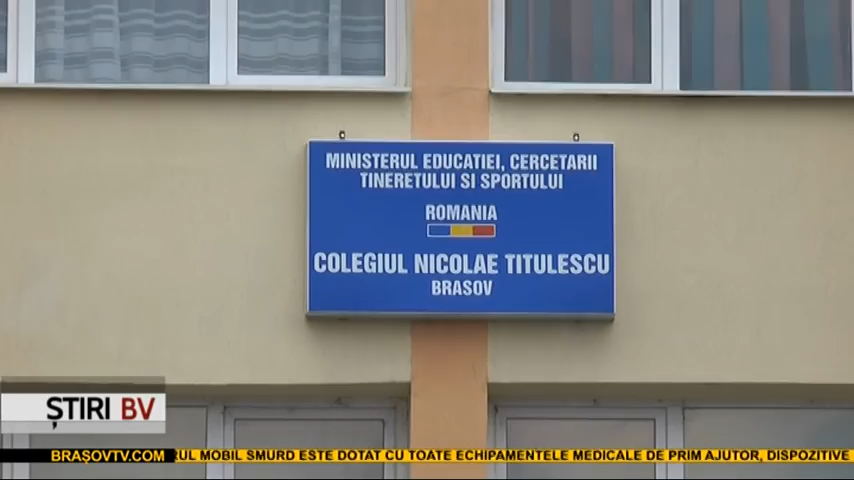 MINISTERUL EDUCATIEI, CERCETARII
TINERETULUI SI SPORTULUI
ROMANIA
COLEGIUL NICOLAE TITULESCU
BRASOV
ȘTIRI BV
BRAȘOVTV.COM
MOBIL SMURD ESTE DOTAT CU TOATE ECHIPAMENTELE MEDICALE DE PRIM AJUTOR, DISPOZITIVE